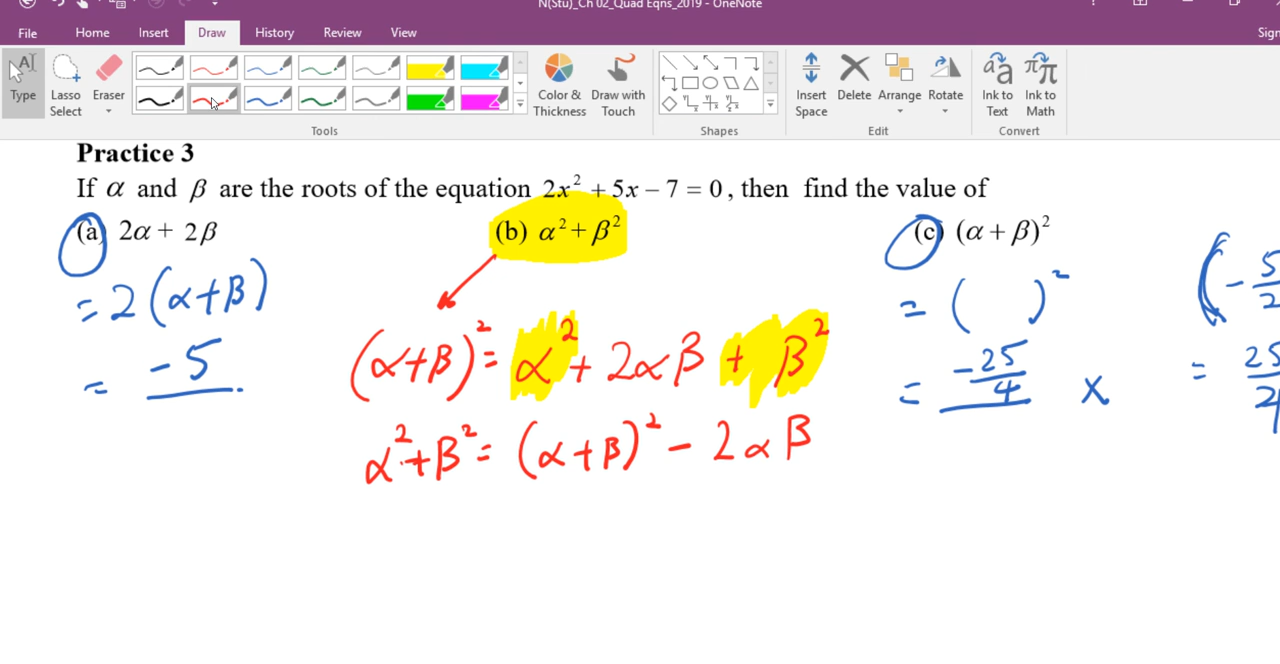 N(Stu)_Ch 02_Quad Eqns_2019 - OneNote
File Home Insert Draw History Review View
Type
Lasso Select
Eraser
Color & Thickness
Draw with Touch
Insert Space
Delete
Arrange
Rotate
Ink to Text
Ink to Math
Tools
Shapes
Edit
Convert
Practice 3
If α and β are the roots of the equation 2x² + 5x − 7 = 0, then find the value of
(a) 2α + 2β (b) α² + β² (c) (α + β)²
= 2(α+β)
= -5
(α+β)² = α² + 2αβ + β²
α² + β² = (α+β)² - 2αβ
= ( )²
= -25/4 x
(-5/2
= 25